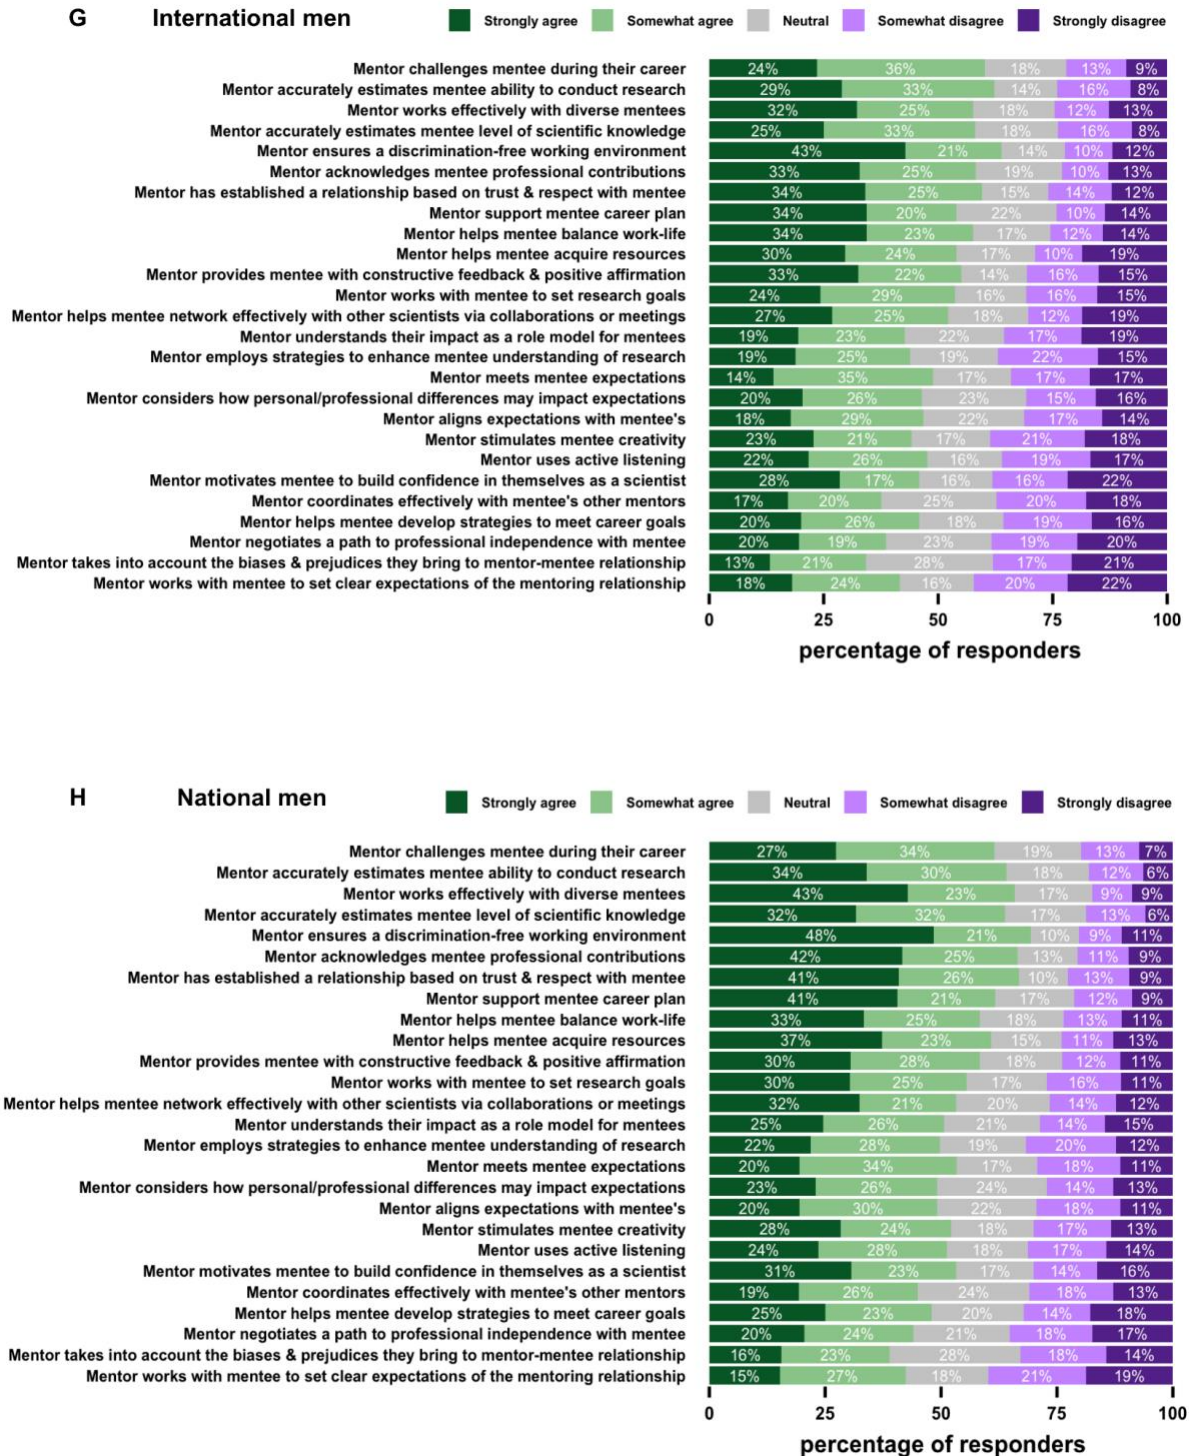 G International men Strongly agree Somewhat agree Neutral Somewhat disagree Strongly disagree
Mentor challenges mentee during their career 24% 36% 18% 13% 9%
Mentor accurately estimates mentee ability to conduct research 29% 33% 14% 16% 8%
Mentor works effectively with diverse mentees 32% 25% 18% 12% 13%
Mentor accurately estimates mentee level of scientific knowledge 25% 33% 18% 16% 8%
Mentor ensures a discrimination-free working environment 43% 21% 14% 10% 12%
Mentor acknowledges mentee professional contributions 33% 25% 19% 10% 13%
Mentor has established a relationship based on trust & respect with mentee 34% 25% 15% 14% 12%
Mentor support mentee career plan 34% 20% 22% 10% 14%
Mentor helps mentee balance work-life 34% 23% 17% 12% 14%
Mentor helps mentee acquire resources 30% 24% 17% 10% 19%
Mentor provides mentee with constructive feedback & positive affirmation 33% 22% 14% 16% 15%
Mentor works with mentee to set research goals 24% 29% 16% 16% 15%
Mentor helps mentee network effectively with other scientists via collaborations or meetings 27% 25% 18% 12% 19%
Mentor understands their impact as a role model for mentees 19% 23% 22% 17% 19%
Mentor employs strategies to enhance mentee understanding of research 19% 25% 19% 22% 15%
Mentor meets mentee expectations 14% 35% 17% 17% 17%
Mentor considers how personal/professional differences may impact expectations 20% 26% 23% 15% 16%
Mentor aligns expectations with mentee's 18% 29% 22% 17% 14%
Mentor stimulates mentee creativity 23% 21% 17% 21% 18%
Mentor uses active listening 22% 26% 16% 19% 17%
Mentor motivates mentee to build confidence in themselves as a scientist 28% 17% 16% 16% 22%
Mentor coordinates effectively with mentee's other mentors 17% 20% 25% 20% 18%
Mentor helps mentee develop strategies to meet career goals 20% 26% 18% 19% 16%
Mentor negotiates a path to professional independence with mentee 20% 19% 23% 19% 20%
Mentor takes into account the biases & prejudices they bring to mentor-mentee relationship 13% 21% 28% 17% 21%
Mentor works with mentee to set clear expectations of the mentoring relationship 18% 24% 16% 20% 22%
0 25 50 75 100
percentage of responders
H National men Strongly agree Somewhat agree Neutral Somewhat disagree Strongly disagree
Mentor challenges mentee during their career 27% 34% 19% 13% 7%
Mentor accurately estimates mentee ability to conduct research 34% 30% 18% 12% 6%
Mentor works effectively with diverse mentees 43% 23% 17% 9% 9%
Mentor accurately estimates mentee level of scientific knowledge 32% 32% 17% 13% 6%
Mentor ensures a discrimination-free working environment 48% 21% 10% 9% 11%
Mentor acknowledges mentee professional contributions 42% 25% 13% 11% 9%
Mentor has established a relationship based on trust & respect with mentee 41% 26% 10% 13% 9%
Mentor support mentee career plan 41% 21% 17% 12% 9%
Mentor helps mentee balance work-life 33% 25% 18% 13% 11%
Mentor helps mentee acquire resources 37% 23% 15% 11% 13%
Mentor provides mentee with constructive feedback & positive affirmation 30% 28% 18% 12% 11%
Mentor works with mentee to set research goals 30% 25% 17% 16% 11%
Mentor helps mentee network effectively with other scientists via collaborations or meetings 32% 21% 20% 14% 12%
Mentor understands their impact as a role model for mentees 25% 26% 21% 14% 15%
Mentor employs strategies to enhance mentee understanding of research 22% 28% 19% 20% 12%
Mentor meets mentee expectations 20% 34% 17% 18% 11%
Mentor considers how personal/professional differences may impact expectations 23% 26% 24% 14% 13%
Mentor aligns expectations with mentee's 20% 30% 22% 18% 11%
Mentor stimulates mentee creativity 28% 24% 18% 17% 13%
Mentor uses active listening 24% 28% 18% 17% 14%
Mentor motivates mentee to build confidence in themselves as a scientist 31% 23% 17% 14% 16%
Mentor coordinates effectively with mentee's other mentors 19% 26% 24% 18% 13%
Mentor helps mentee develop strategies to meet career goals 25% 23% 20% 14% 18%
Mentor negotiates a path to professional independence with mentee 20% 24% 21% 18% 17%
Mentor takes into account the biases & prejudices they bring to mentor-mentee relationship 16% 23% 28% 18% 14%
Mentor works with mentee to set clear expectations of the mentoring relationship 15% 27% 18% 21% 19%
0 25 50 75 100
percentage of responders